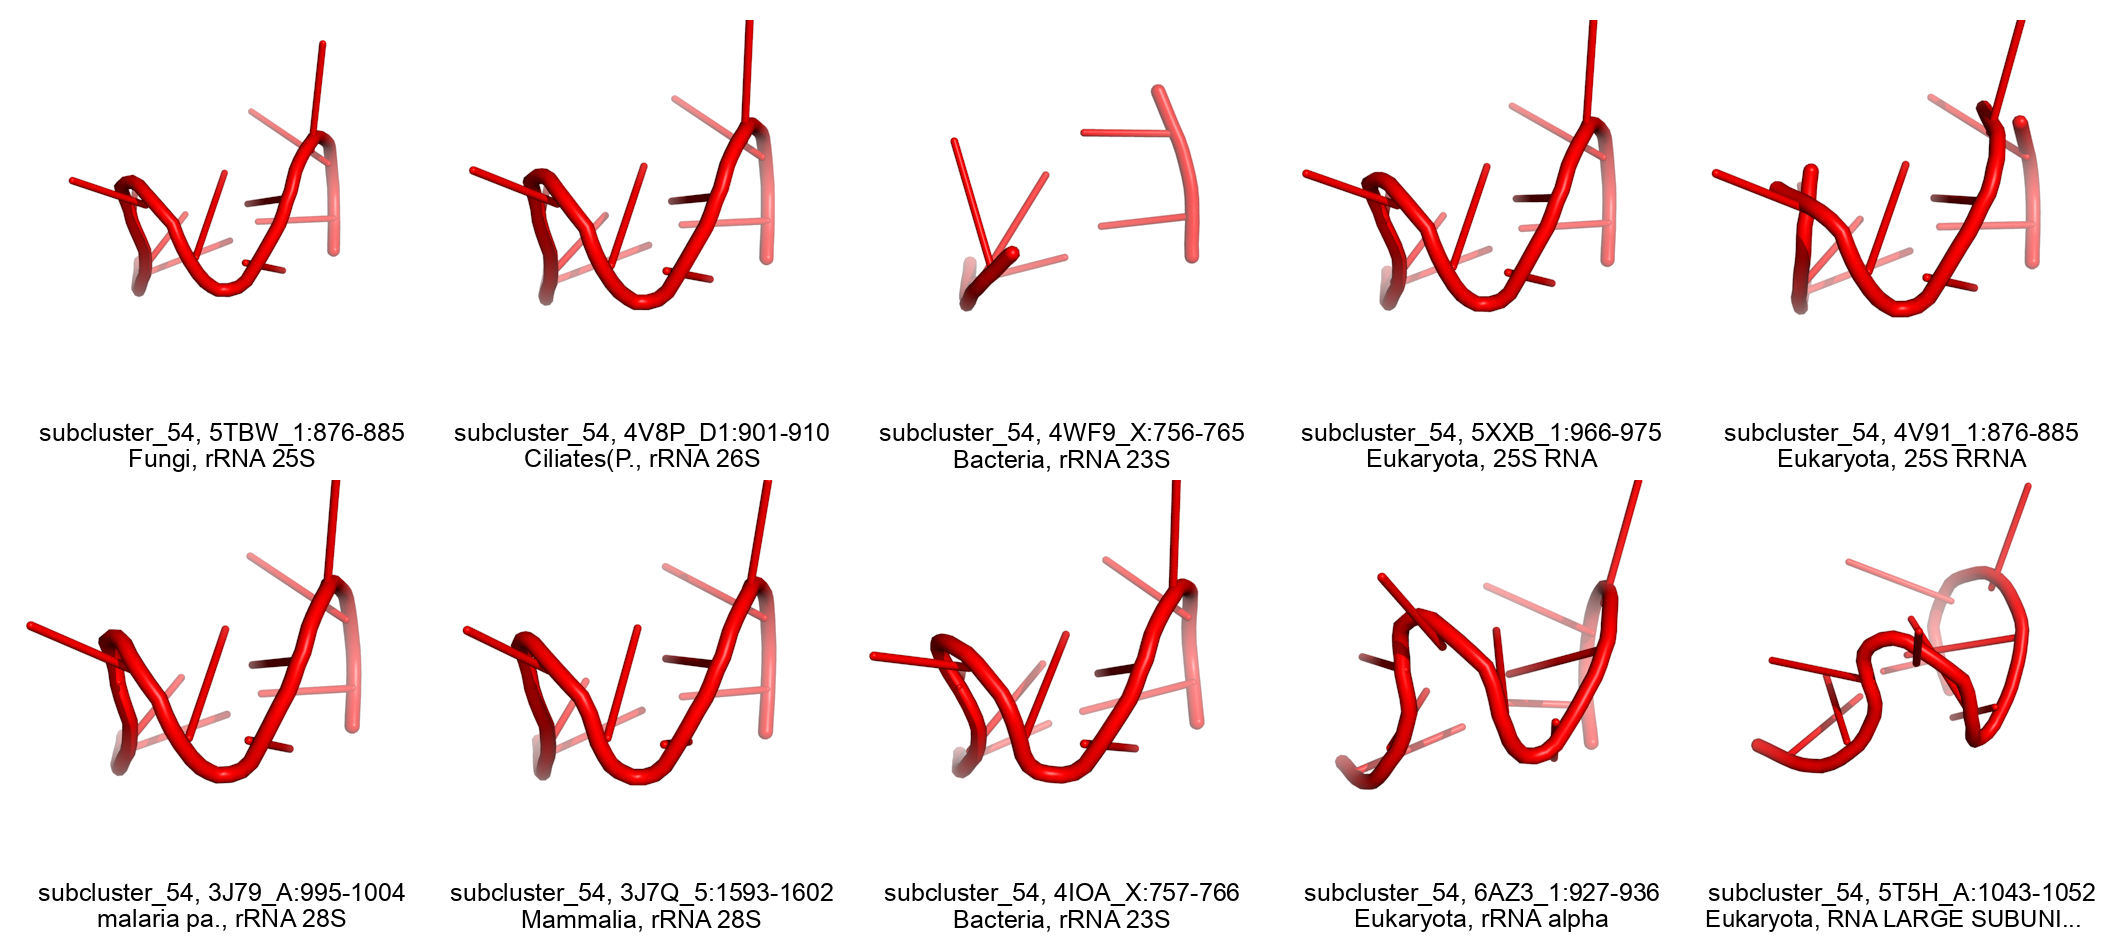 subcluster_54, 5TBW_1:876-885
Fungi, rRNA 25S
subcluster_54, 4V8P_D1:901-910
Ciliates(P., rRNA 26S
subcluster_54, 4WF9_X:756-765
Bacteria, rRNA 23S
subcluster_54, 5XXB_1:966-975
Eukaryota, 25S RNA
subcluster_54, 4V91_1:876-885
Eukaryota, 25S RRNA
subcluster_54, 3J79_A:995-1004
malaria pa., rRNA 28S
subcluster_54, 3J7Q_5:1593-1602
Mammalia, rRNA 28S
subcluster_54, 4IOA_X:757-766
Bacteria, rRNA 23S
subcluster_54, 6AZ3_1:927-936
Eukaryota, rRNA alpha
subcluster_54, 5T5H_A:1043-1052
Eukaryota, RNA LARGE SUBUNI...